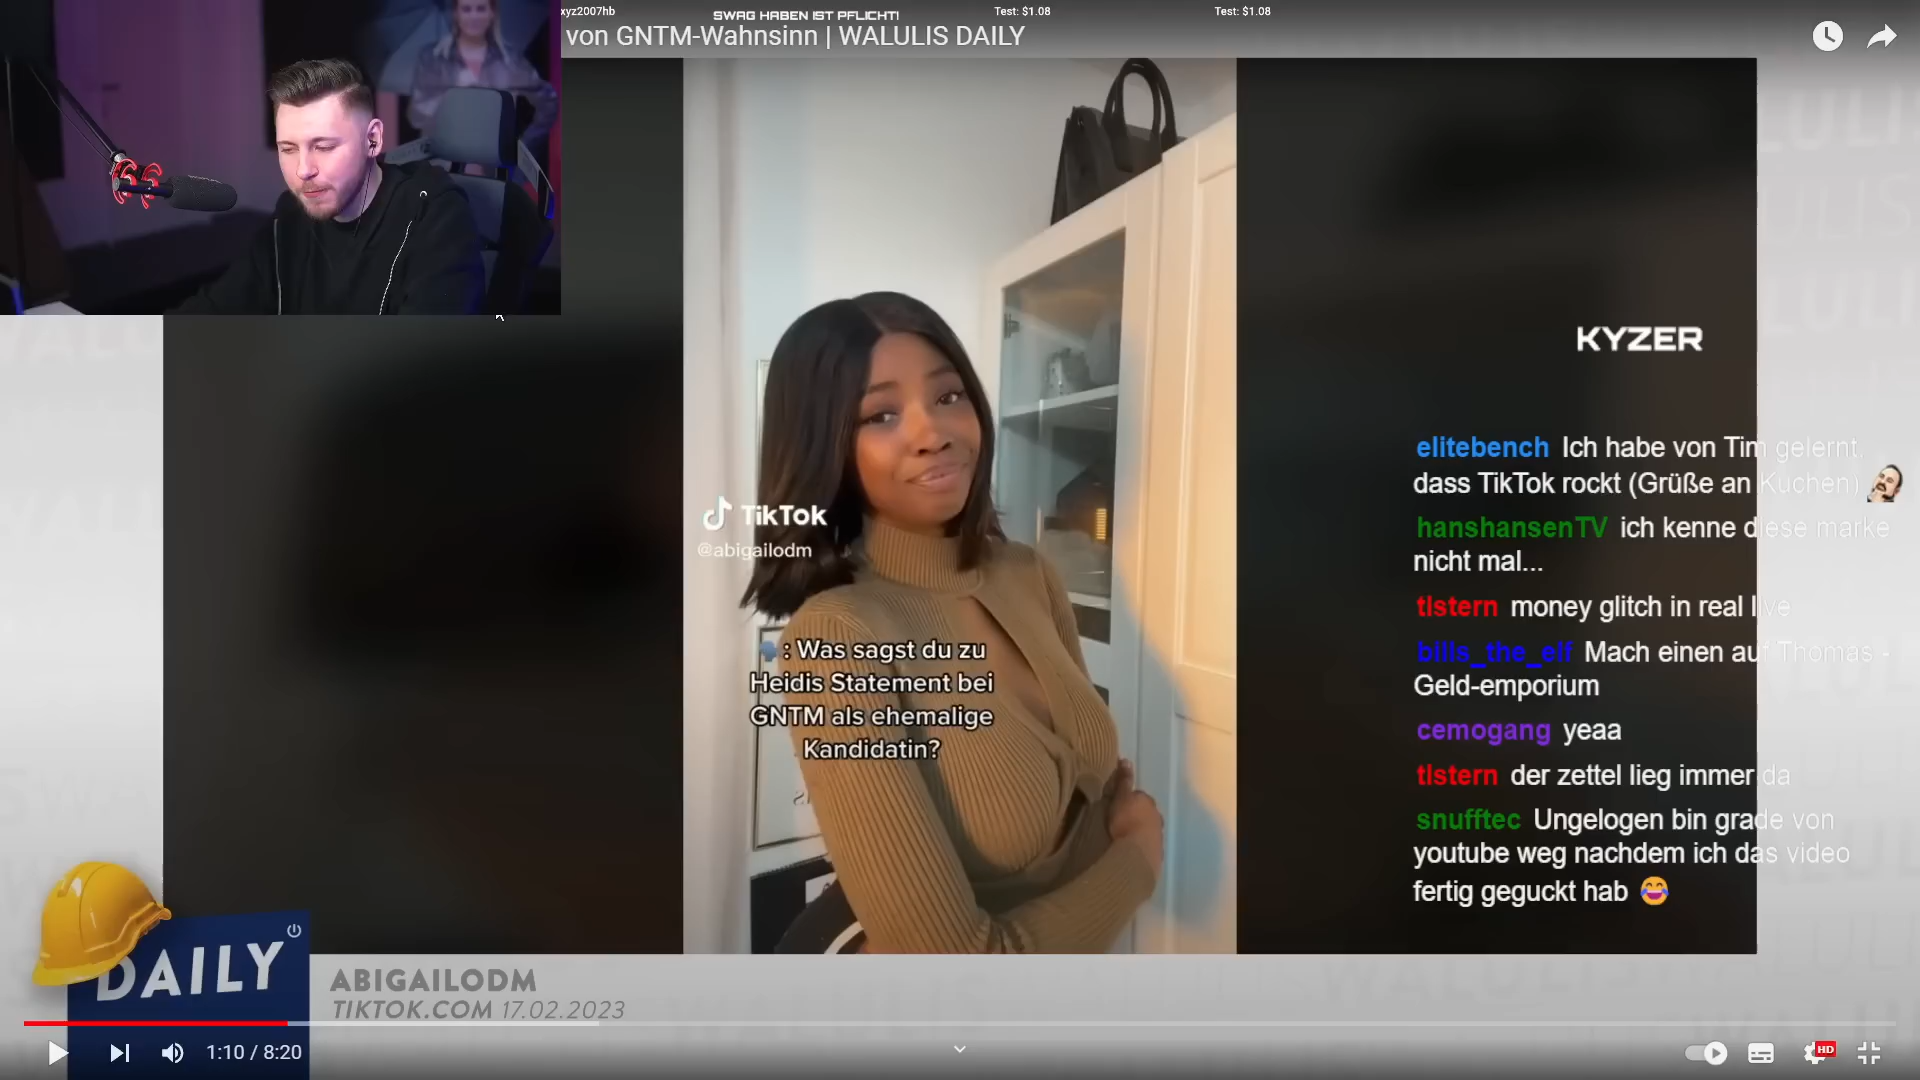 xyz2007hb
SWAG HABEN IST PFLICHT!
Test: $1.08
Test: $1.08
von GNTM-Wahnsinn | WALULIS DAILY
KYZER
elitebench Ich habe von Tim gelernt,
dass TikTok rockt (Grüße an Kuchen)
hanshansenTV ich kenne diese marke
nicht mal...
tlstern money glitch in real live
bills_the_elf Mach einen auf Thomas -
Geld-emporium
cemogang yeaa
tlstern der zettel lieg immer da
snufftec Ungelogen bin grade von
youtube weg nachdem ich das video
fertig geguckt hab 😂
TikTok
@abigailodm
🗣: Was sagst du zu
Heidis Statement bei
GNTM als ehemalige
Kandidatin?
DAILY
ABIGAILODM
TIKTOK.COM 17.02.2023
1:10 / 8:20
HD